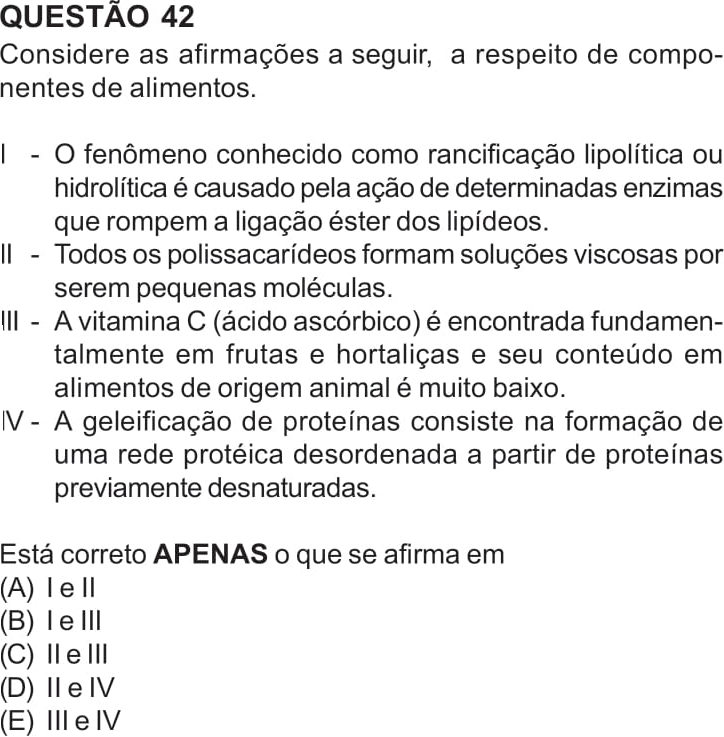 QUESTÃO 42
Considere as afirmações a seguir, a respeito de compo-
nentes de alimentos.
I - O fenômeno conhecido como rancificação lipolítica ou
hidrolítica é causado pela ação de determinadas enzimas
que rompem a ligação éster dos lipídeos.
II - Todos os polissacarídeos formam soluções viscosas por
serem pequenas moléculas.
III - A vitamina C (ácido ascórbico) é encontrada fundamen-
talmente em frutas e hortaliças e seu conteúdo em
alimentos de origem animal é muito baixo.
IV - A geleificação de proteínas consiste na formação de
uma rede protéica desordenada a partir de proteínas
previamente desnaturadas.
Está correto APENAS o que se afirma em
(A) I e II
(B) I e III
(C) II e III
(D) II e IV
(E) III e IV